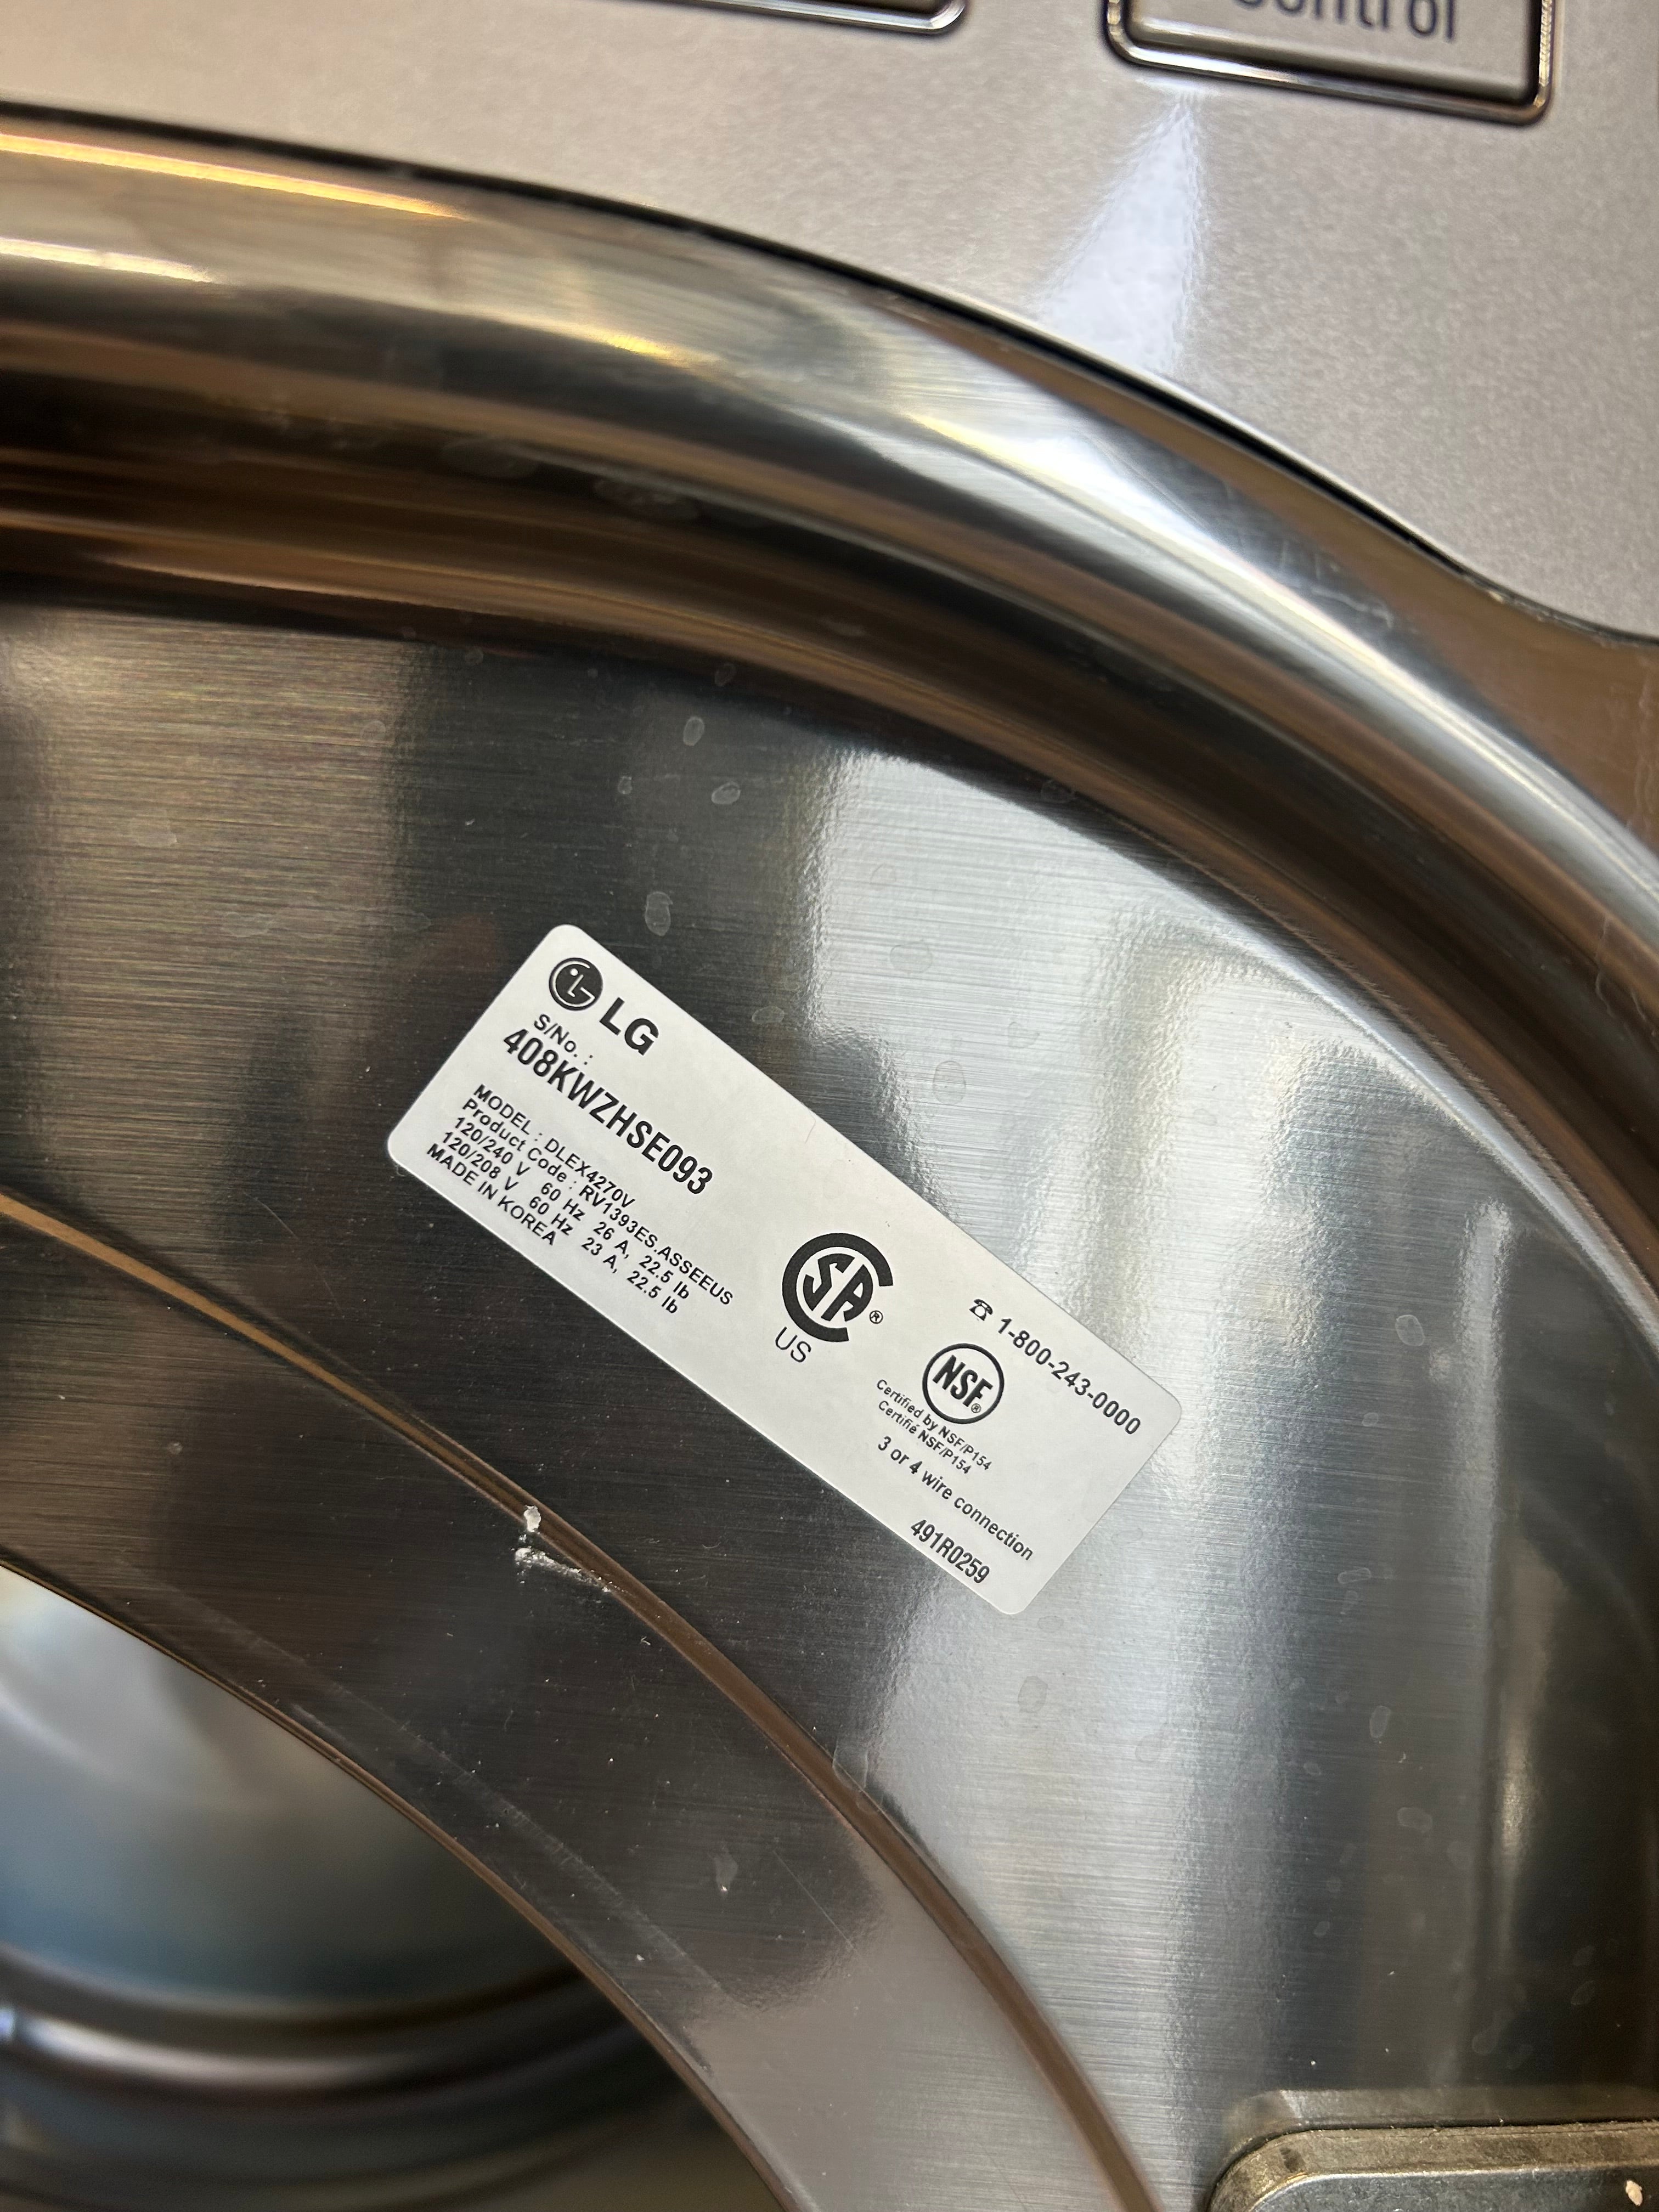 Control
LG
S/No. :
408KWZHSE093
MODEL : DLEX4270V
Product Code : RV1393ES.ASSEEUS
120/240 V 60 Hz 26 A, 22.5 lb
120/208 V 60 Hz 23 A, 22.5 lb
MADE IN KOREA
SA®
US
☎ 1-800-243-0000
NSF®
Certified by NSF/P154
Certifié NSF/P154
3 or 4 wire connection
491R0259